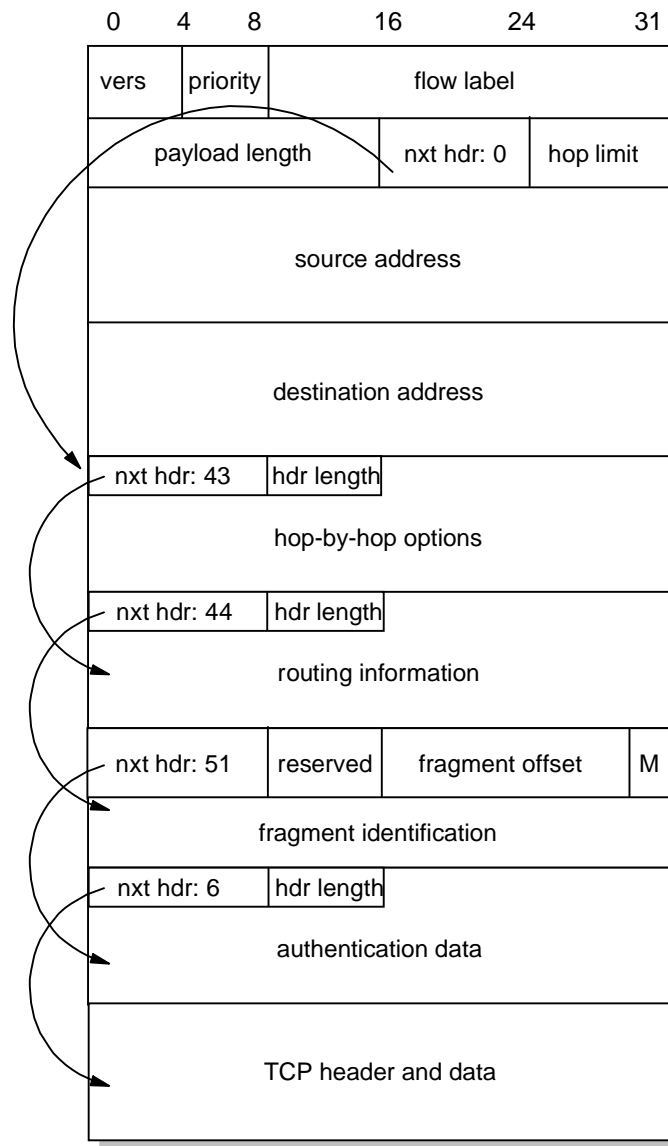 0 4 8 16 24 31
vers priority flow label
payload length nxt hdr: 0 hop limit
source address
destination address
nxt hdr: 43 hdr length
hop-by-hop options
nxt hdr: 44 hdr length
routing information
nxt hdr: 51 reserved fragment offset M
fragment identification
nxt hdr: 6 hdr length
authentication data
TCP header and data